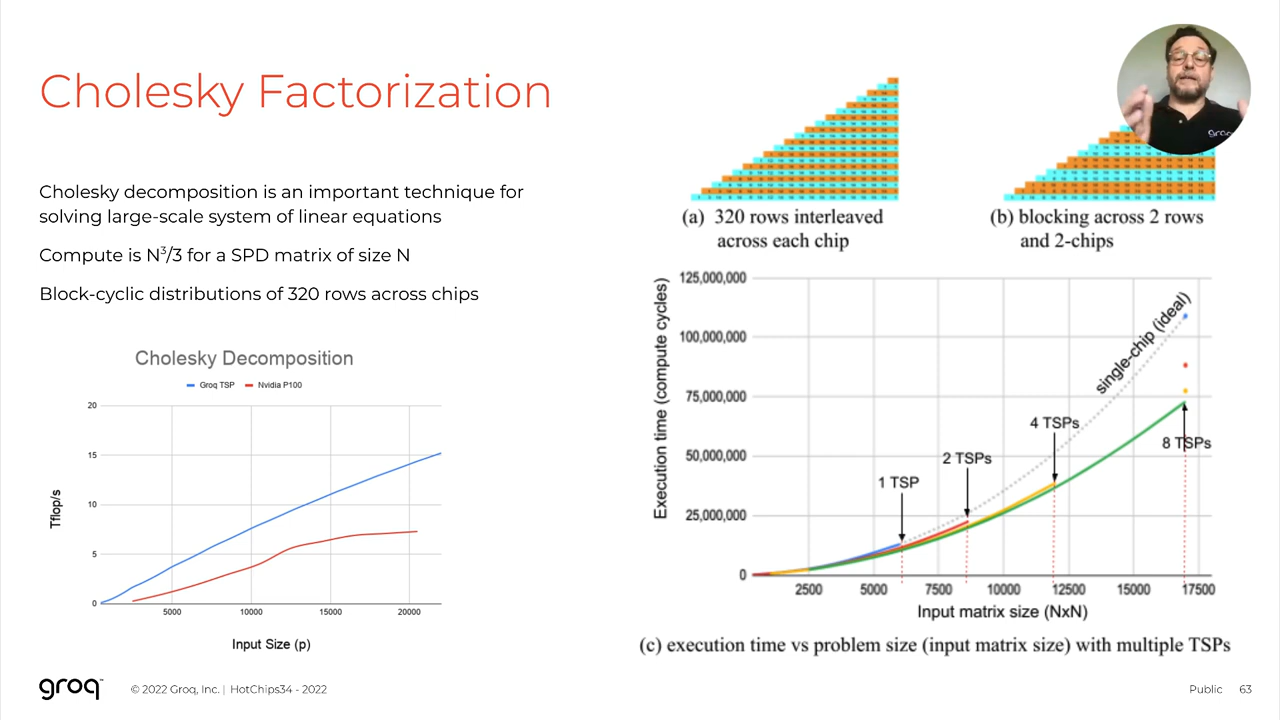 Cholesky Factorization
Cholesky decomposition is an important technique for
solving large-scale system of linear equations
Compute is N³/3 for a SPD matrix of size N
Block-cyclic distributions of 320 rows across chips
Cholesky Decomposition
Groq TSP Nvidia P100
20
15
10
5
0
5000 10000 15000 20000
Tflop/s
Input Size (p)
groq
(a) 320 rows interleaved
across each chip
(b) blocking across 2 rows
and 2-chips
125,000,000
100,000,000
75,000,000
50,000,000
25,000,000
0
Execution time (compute cycles)
single-chip (ideal)
1 TSP
2 TSPs
4 TSPs
8 TSPs
2500 5000 7500 10000 12500 15000 17500
Input matrix size (NxN)
(c) execution time vs problem size (input matrix size) with multiple TSPs
groq™
© 2022 Groq, Inc. | HotChips34 - 2022
Public 63